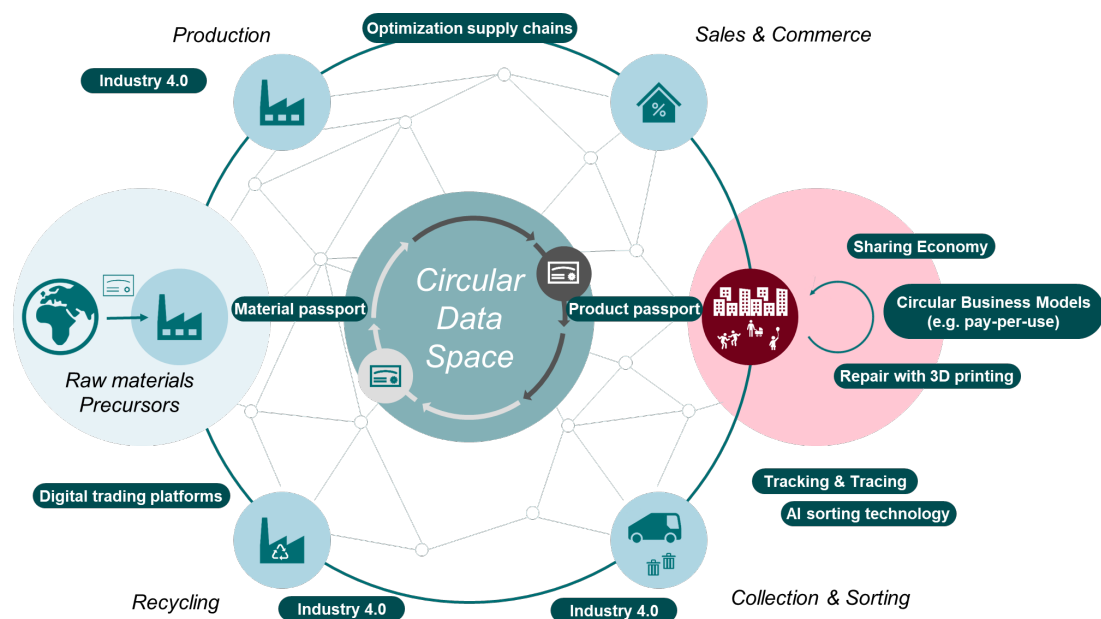 Production
Optimization supply chains
Sales & Commerce
Industry 4.0
%
Sharing Economy
Circular
Data
Space
Material passport
Product passport
Circular Business Models
(e.g. pay-per-use)
Raw materials
Precursors
Repair with 3D printing
Digital trading platforms
Tracking & Tracing
AI sorting technology
Recycling
Industry 4.0
Industry 4.0
Collection & Sorting